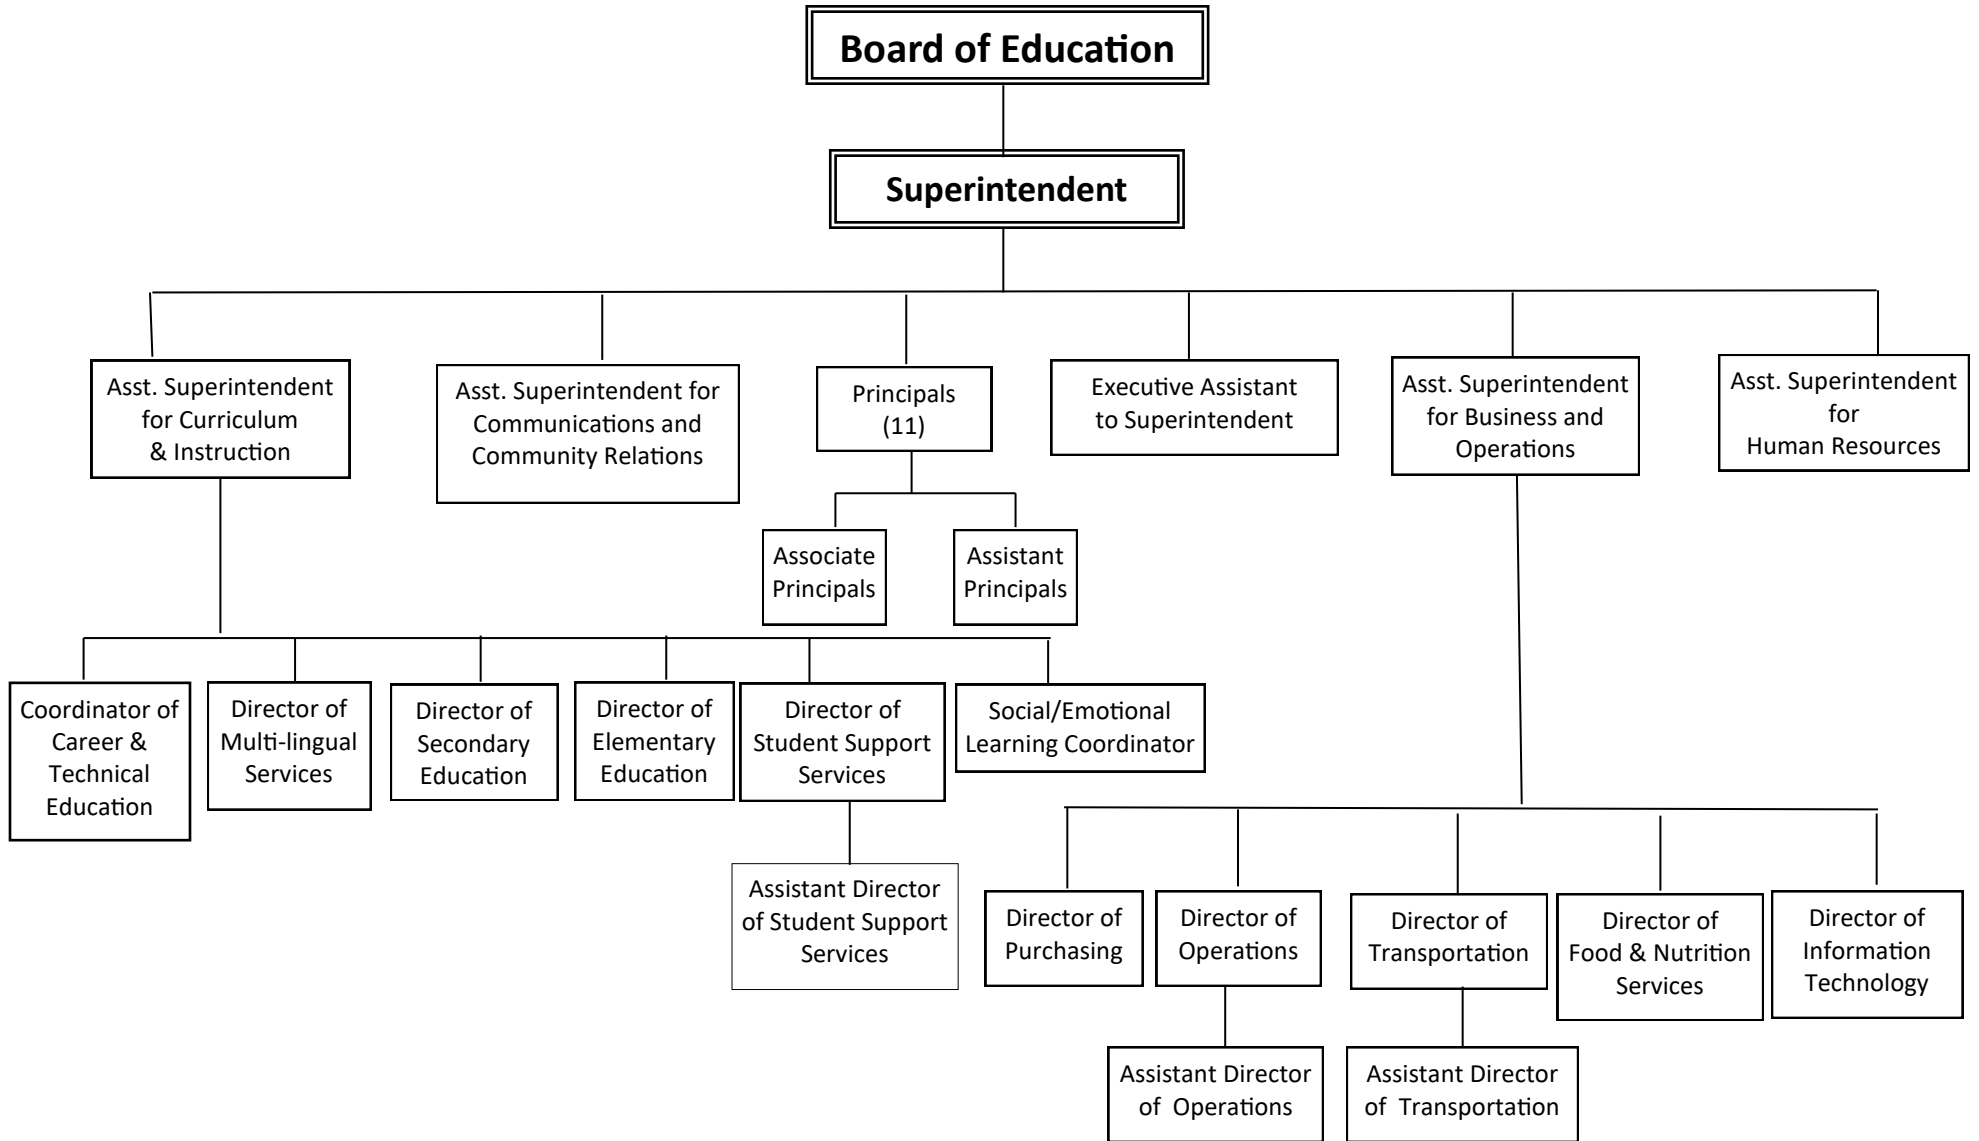 Board of Education
Superintendent
Asst. Superintendent
for Curriculum
& Instruction
Asst. Superintendent for
Communications and
Community Relations
Principals
(11)
Executive Assistant
to Superintendent
Asst. Superintendent
for Business and
Operations
Asst. Superintendent
for
Human Resources
Associate
Principals
Assistant
Principals
Coordinator of
Career &
Technical
Education
Director of
Multi-lingual
Services
Director of
Secondary
Education
Director of
Elementary
Education
Director of
Student Support
Services
Social/Emotional
Learning Coordinator
Assistant Director
of Student Support
Services
Director of
Purchasing
Director of
Operations
Director of
Transportation
Director of
Food & Nutrition
Services
Director of
Information
Technology
Assistant Director
of Operations
Assistant Director
of Transportation